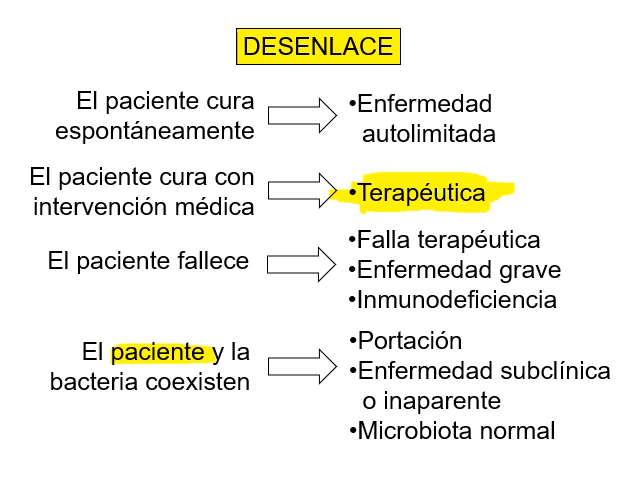 DESENLACE
El paciente cura
espontáneamente
•Enfermedad
autolimitada
El paciente cura con
intervención médica
•Terapéutica
El paciente fallece
•Falla terapéutica
•Enfermedad grave
•Inmunodeficiencia
El paciente y la
bacteria coexisten
•Portación
•Enfermedad subclínica
o inaparente
•Microbiota normal